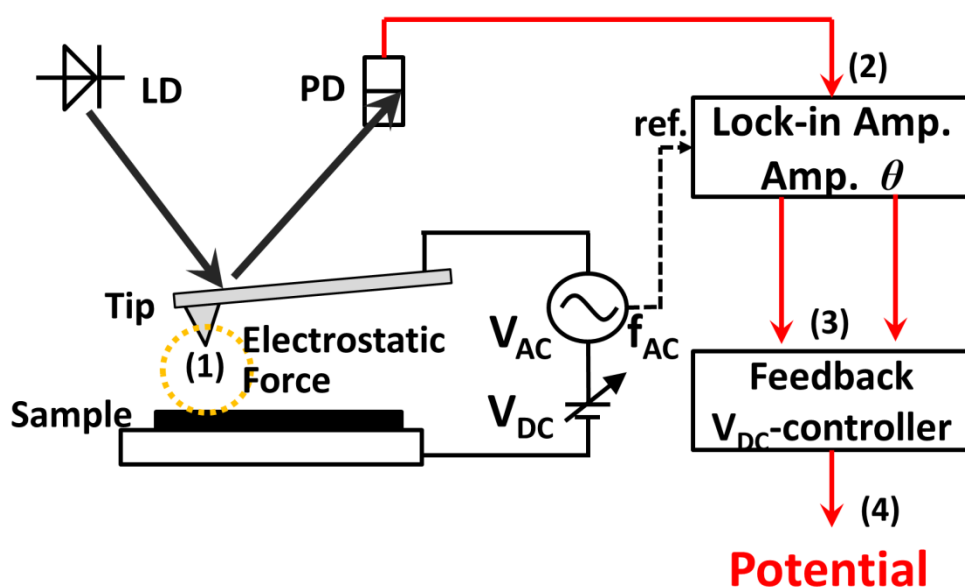 LD
PD
(2)
ref.
Lock-in Amp.
Amp. θ
Tip
(1)
Electrostatic
Force
V_AC
f_AC
(3)
Sample
V_DC
Feedback
V_DC-controller
(4)
Potential